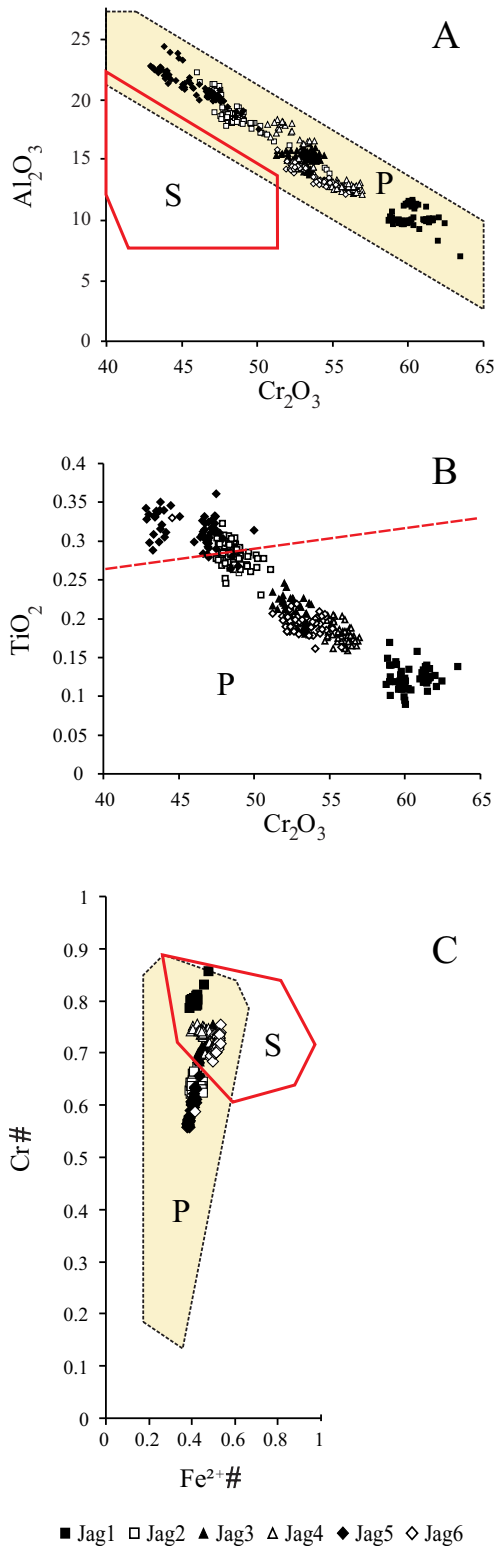 A
25
20
15
10
5
0
Al₂O₃
S
P
40 45 50 55 60 65
Cr₂O₃
B
0.4
0.35
0.3
0.25
0.2
0.15
0.1
0.05
0
TiO₂
P
40 45 50 55 60 65
Cr₂O₃
C
1
0.9
0.8
0.7
0.6
0.5
0.4
0.3
0.2
0.1
0
Cr#
S
P
0 0.2 0.4 0.6 0.8 1
Fe²⁺#
Jag1 Jag2 Jag3 Jag4 Jag5 Jag6